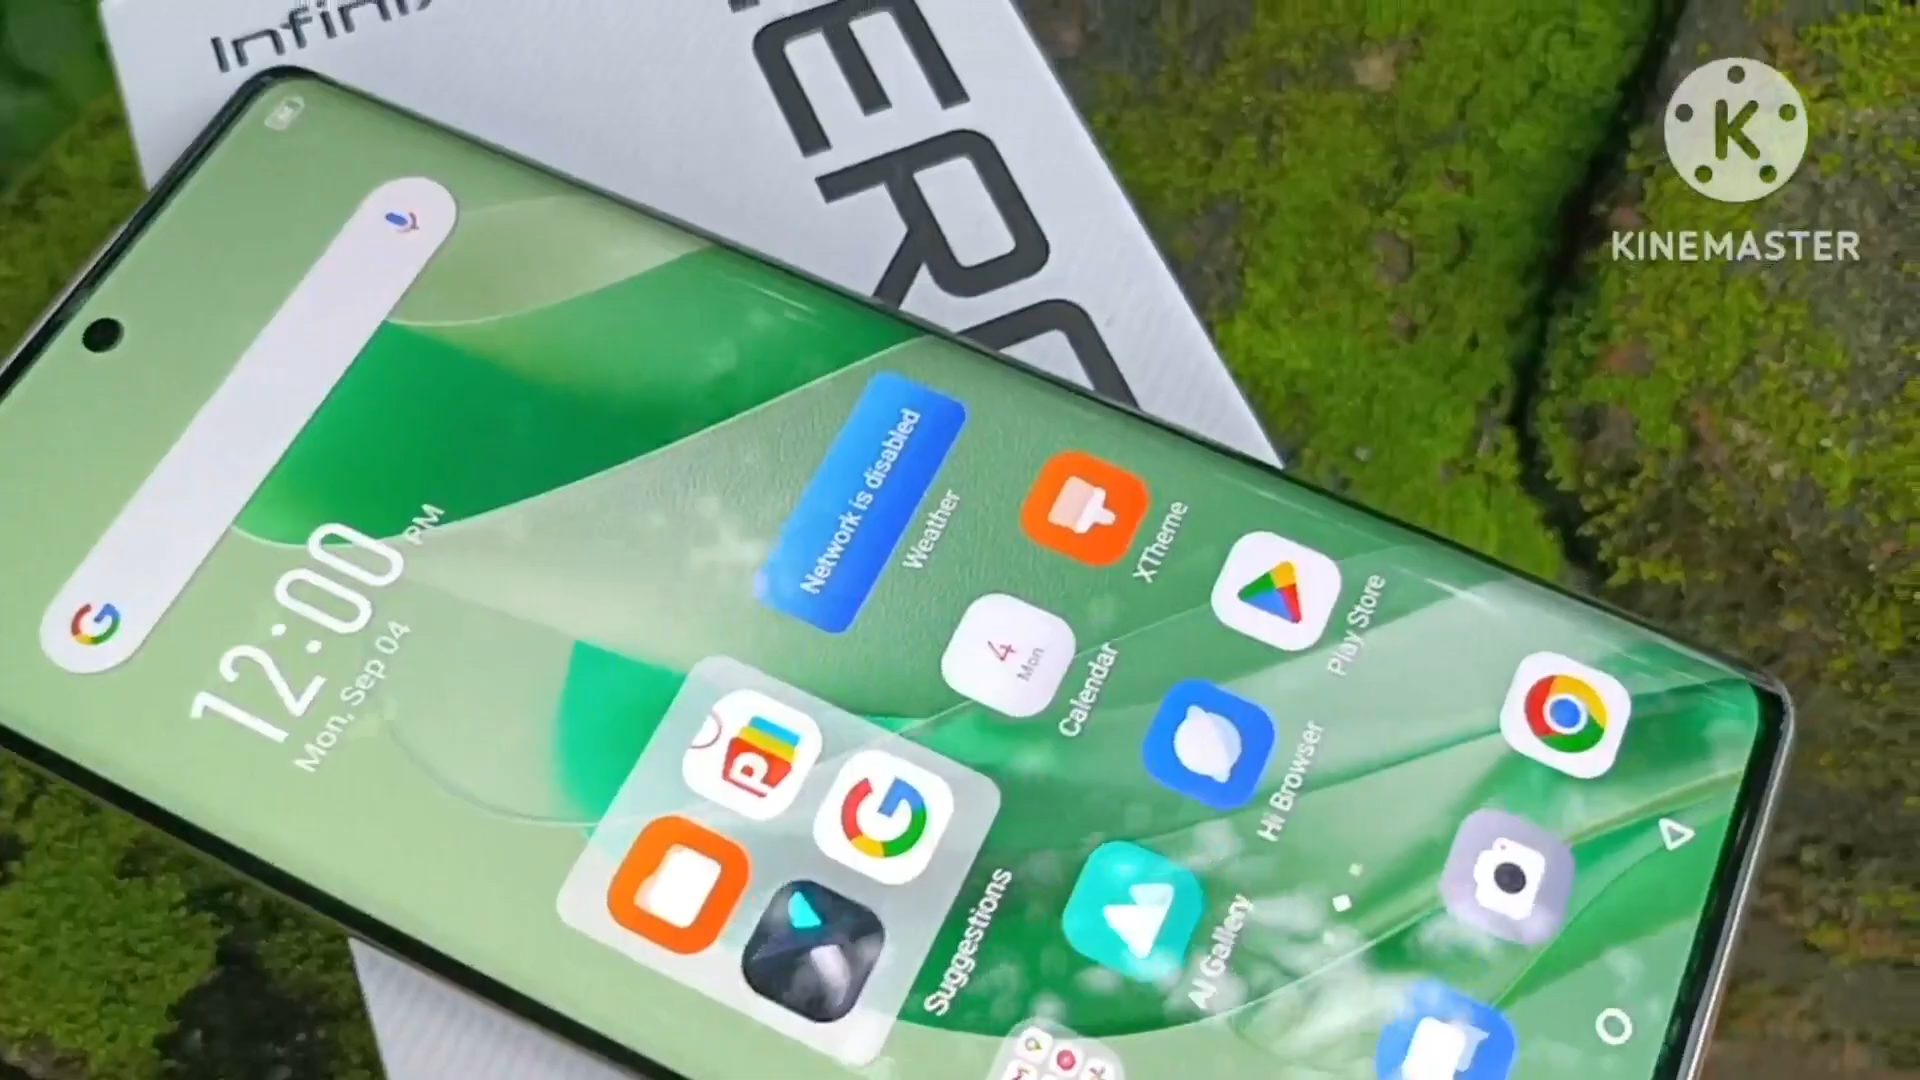 Infinix
ERO
KINEMASTER
12:00 PM
Mon, Sep 04
Network is disabled
Weather
XTheme
4
Mon
Calendar
Play Store
Hi Browser
Suggestions
AI Gallery